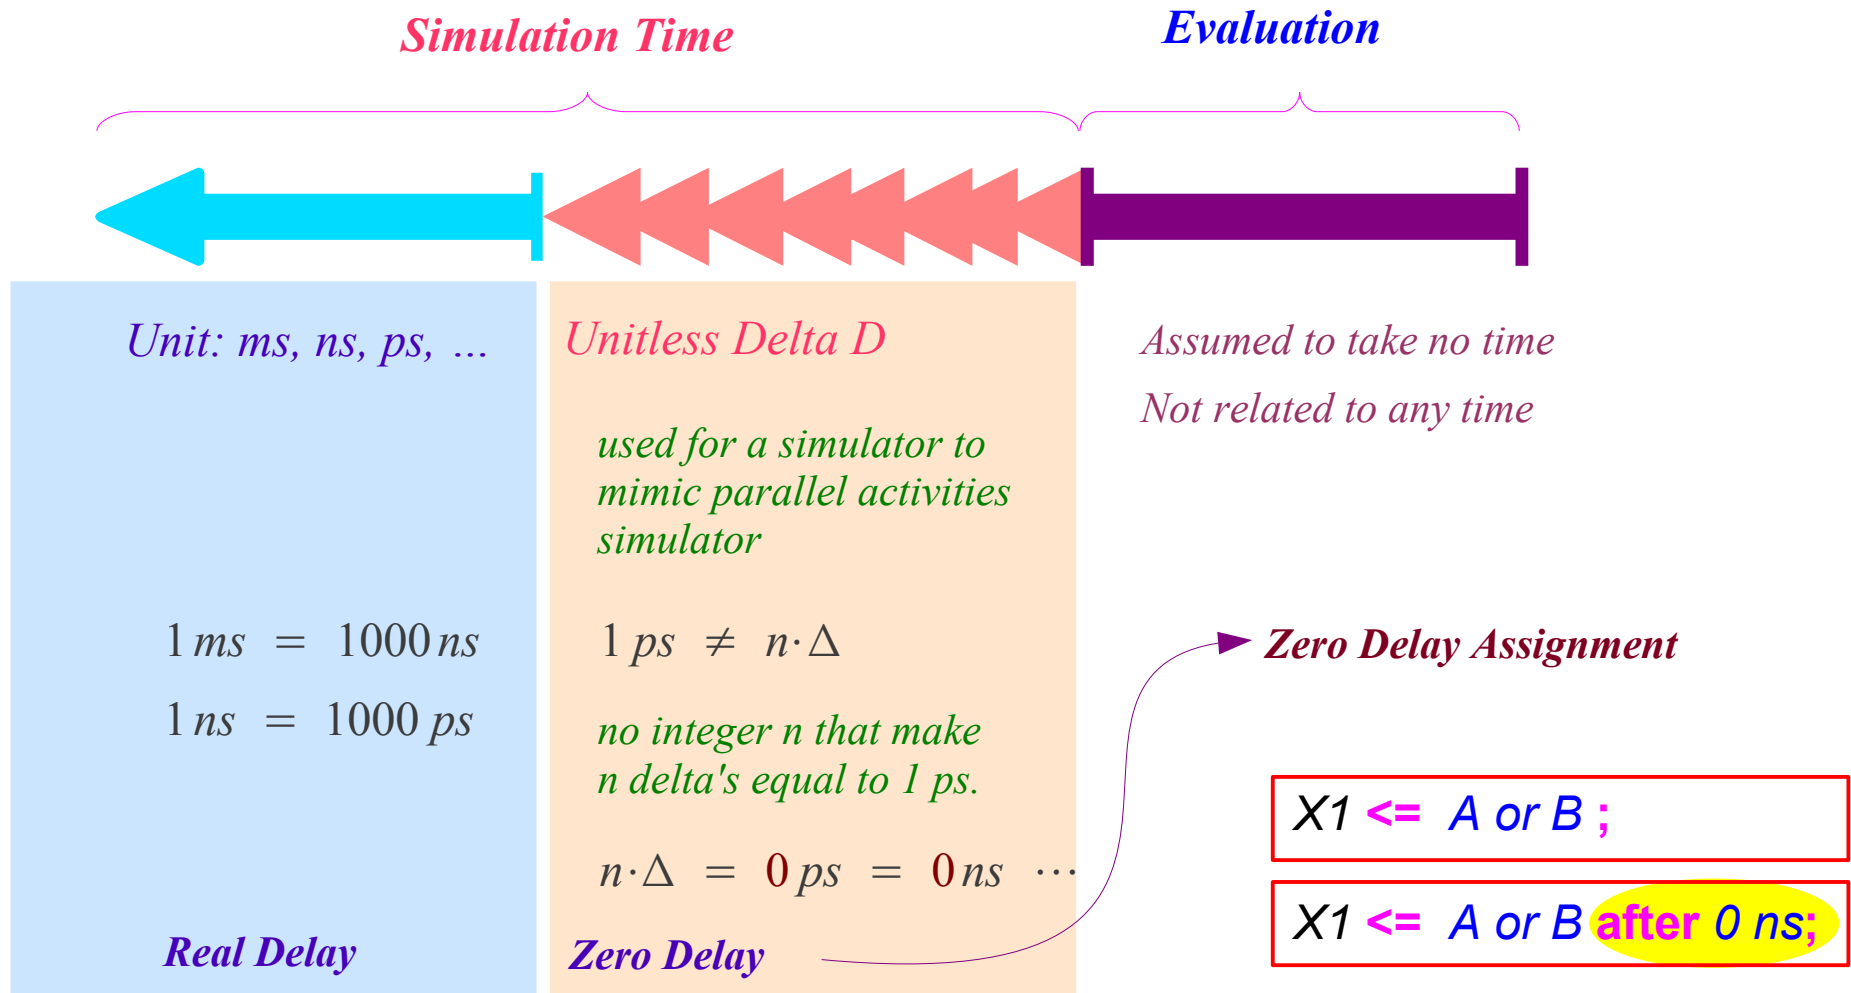 Simulation Time
Evaluation
Unit: ms, ns, ps, ...
1 ms = 1000 ns
1 ns = 1000 ps
Real Delay
Unitless Delta D
used for a simulator to
mimic parallel activities
simulator
1 ps ≠ n·Δ
no integer n that make
n delta's equal to 1 ps.
n·Δ = 0 ps = 0 ns ⋯
Zero Delay
Assumed to take no time
Not related to any time
Zero Delay Assignment
X1 <= A or B ;
X1 <= A or B after 0 ns;